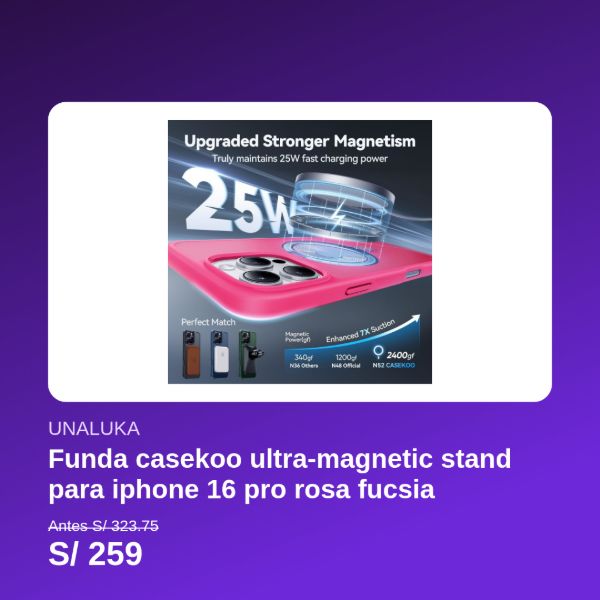 Upgraded Stronger Magnetism
Truly maintains 25W fast charging power
25W
Perfect Match
Magnetic
Power(gf)
Enhanced 7X Suction
340gf
N36 Others
1200gf
N48 Official
2400gf
N52 CASEKOO
UNALUKA
Funda casekoo ultra-magnetic stand
para iphone 16 pro rosa fucsia
Antes S/ 323.75
S/ 259